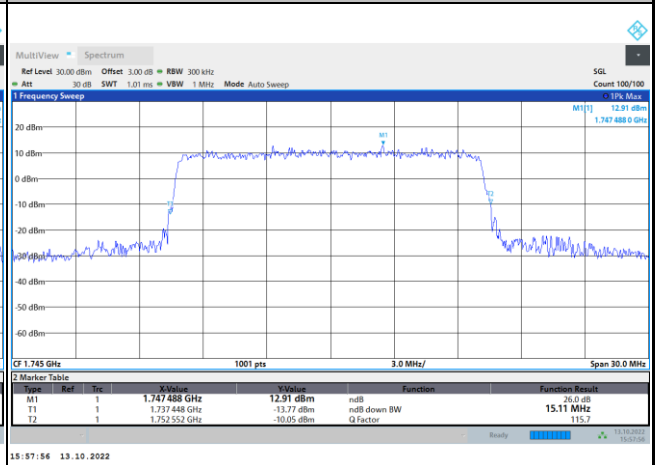 MultiView Spectrum
Ref Level 30.00 dBm Offset 3.00 dB RBW 300 kHz SGL
Att 30 dB SWT 1.01 ms VBW 1 MHz Mode Auto Sweep Count 100/100
1 Frequency Sweep 1Pk Max
M1[1] 12.91 dBm
1.747 488 0 GHz
20 dBm
M1
10 dBm
0 dBm
T2
-10 dBm
T1
-20 dBm
-30 dBm
-40 dBm
-50 dBm
-60 dBm
CF 1.745 GHz 1001 pts 3.0 MHz/ Span 30.0 MHz
2 Marker Table
Type Ref Trc X-Value Y-Value Function Function Result
M1 1 1.747 488 GHz 12.91 dBm ndB 26.0 dB
T1 1 1.737 448 GHz -13.77 dBm ndB down BW 15.11 MHz
T2 1 1.752 552 GHz -10.05 dBm Q Factor 115.7
Ready 13.10.2022
15:57:56
15:57:56 13.10.2022